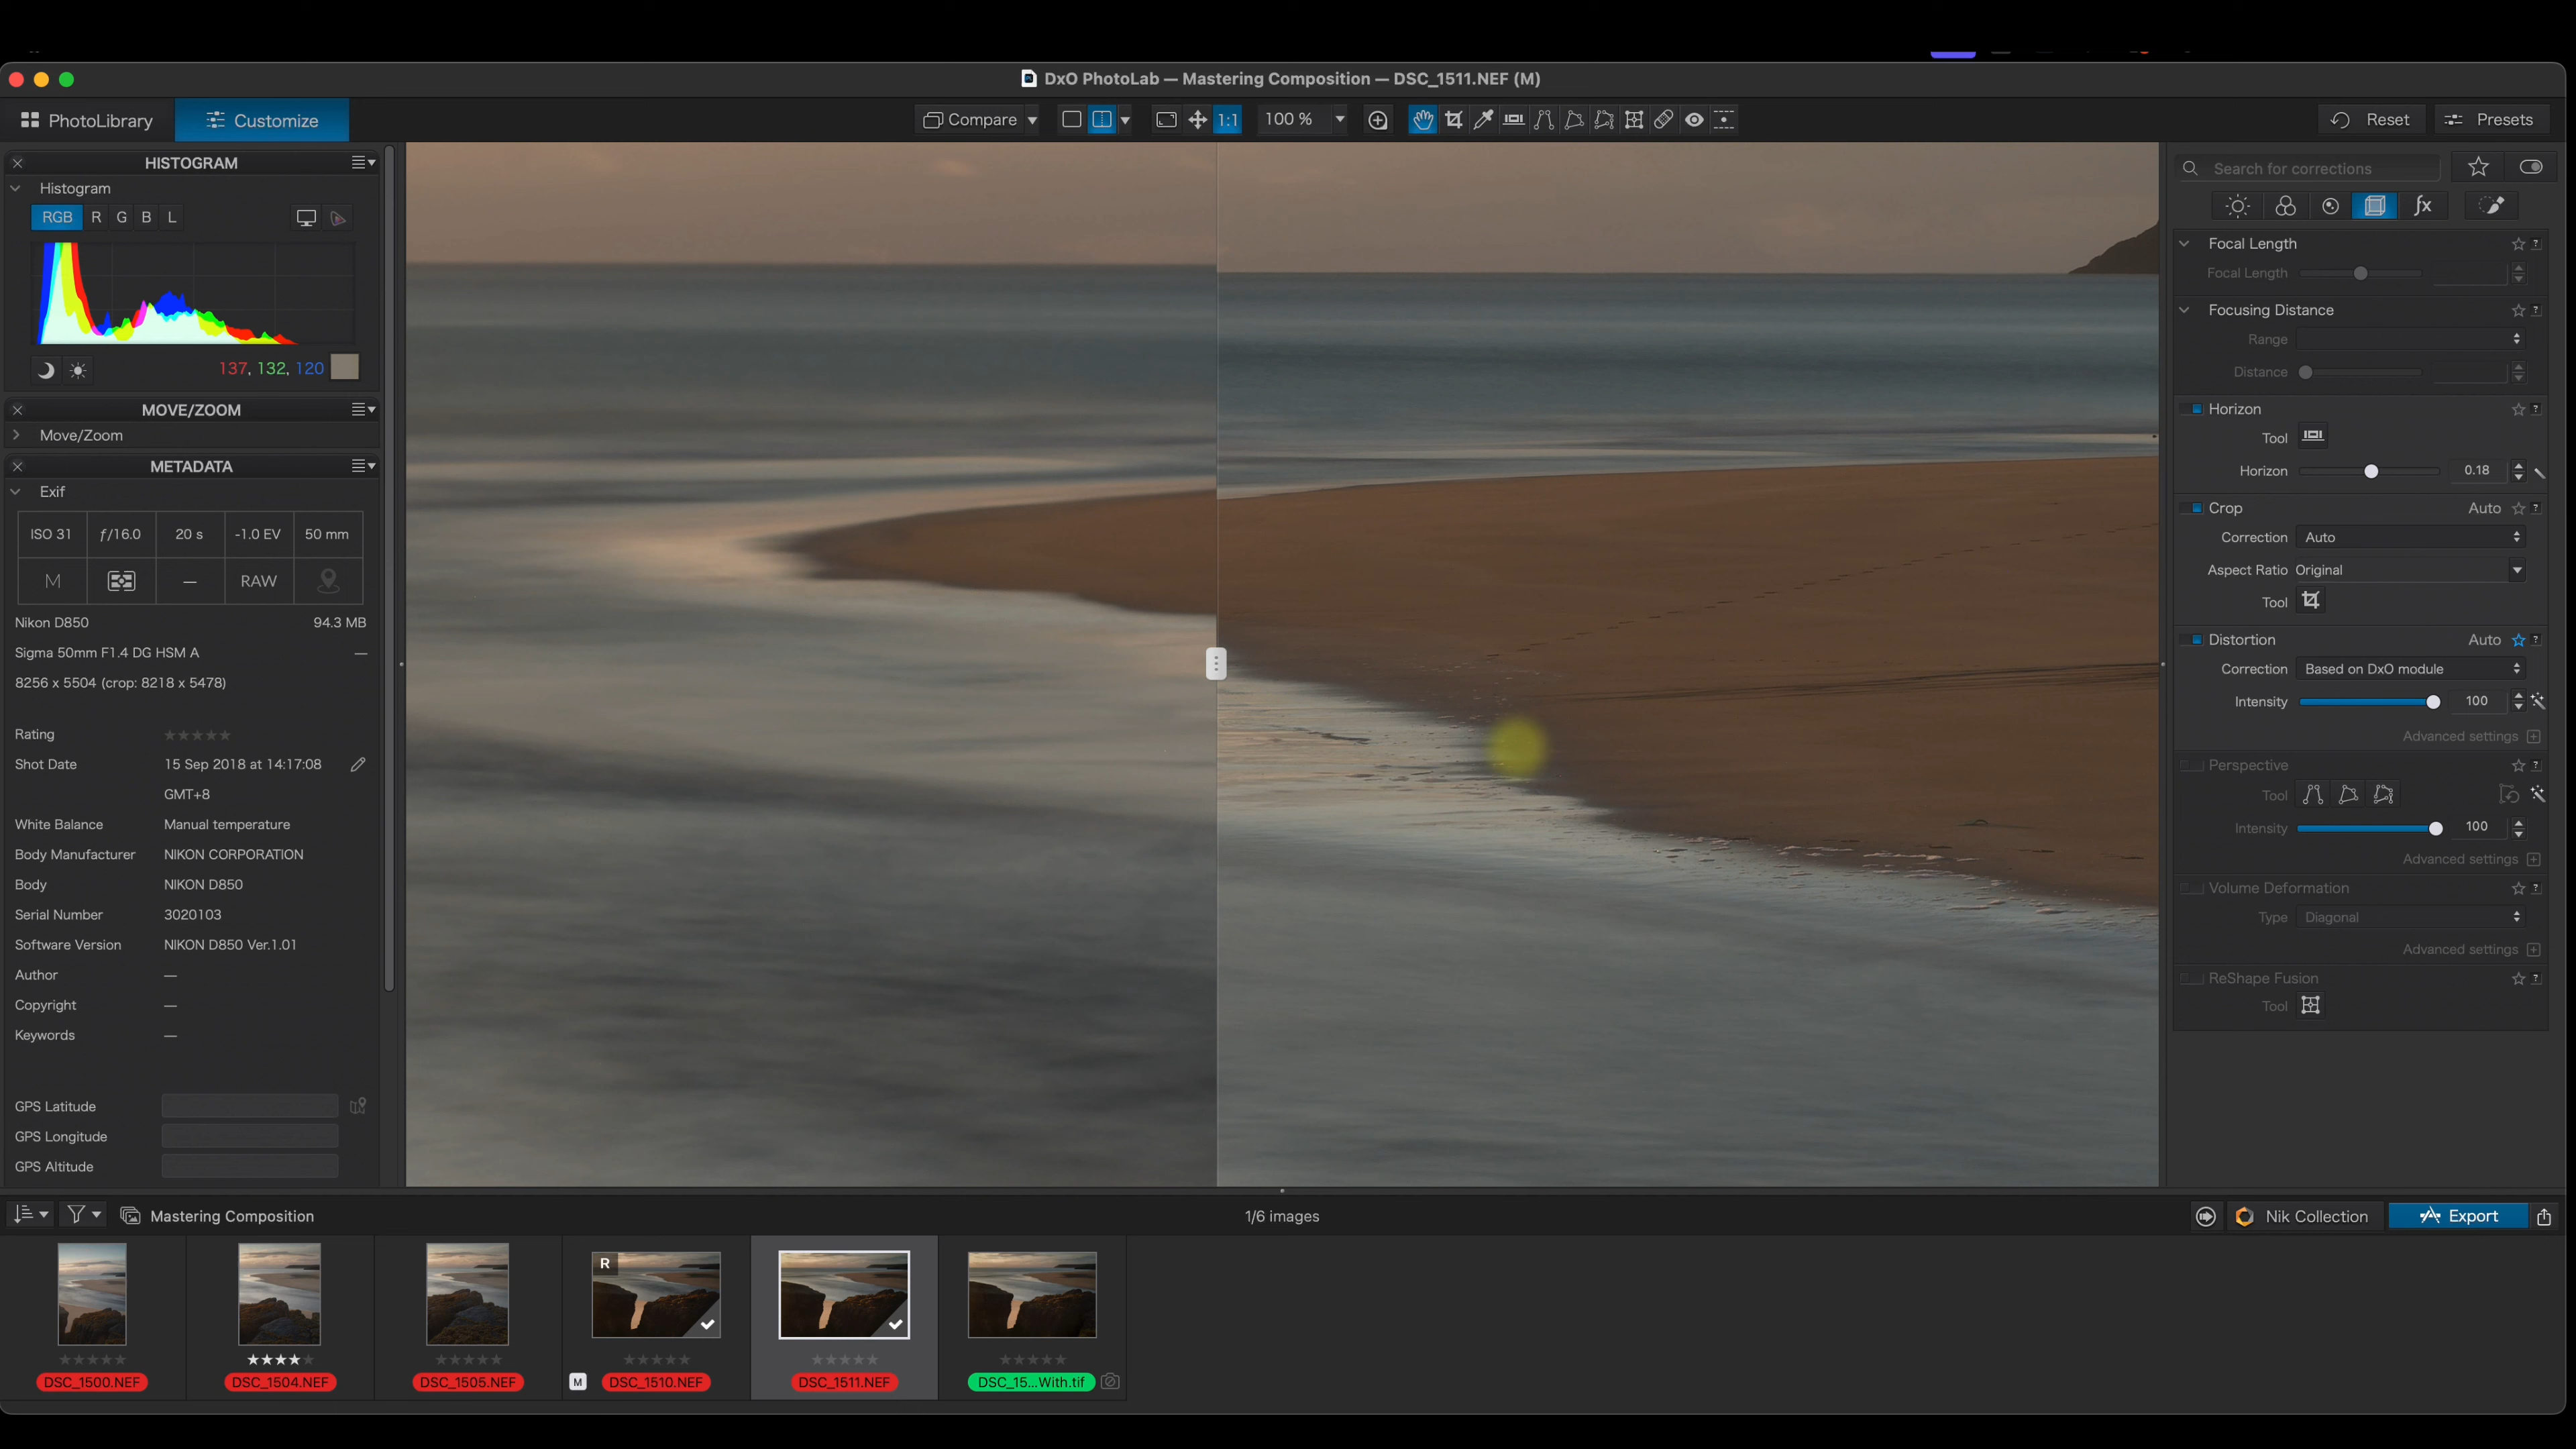 DxO PhotoLab — Mastering Composition — DSC_1511.NEF (M)
PhotoLibrary Customize Compare 1:1 100 % Reset Presets
HISTOGRAM
Histogram
RGB R G B L
137, 132, 120
MOVE/ZOOM
Move/Zoom
METADATA
Exif
ISO 31 ƒ/16.0 20 s -1.0 EV 50 mm
M — RAW
Nikon D850 94.3 MB
Sigma 50mm F1.4 DG HSM A —
8256 x 5504 (crop: 8218 x 5478)
Rating ★★★★★
Shot Date 15 Sep 2018 at 14:17:08
GMT+8
White Balance Manual temperature
Body Manufacturer NIKON CORPORATION
Body NIKON D850
Serial Number 3020103
Software Version NIKON D850 Ver.1.01
Author —
Copyright —
Keywords —
GPS Latitude
GPS Longitude
GPS Altitude
Search for corrections
fx
Focal Length ?
Focal Length
Focusing Distance ?
Range
Distance
Horizon ?
Tool
Horizon 0.18
Crop Auto ?
Correction Auto
Aspect Ratio Original
Tool
Distortion Auto ?
Correction Based on DxO module
Intensity 100
Advanced settings
Perspective ?
Tool
Intensity 100
Advanced settings
Volume Deformation ?
Type Diagonal
Advanced settings
ReShape Fusion ?
Tool
Mastering Composition 1/6 images Nik Collection Export
R
M
DSC_1500.NEF DSC_1504.NEF DSC_1505.NEF DSC_1510.NEF DSC_1511.NEF DSC_15...With.tif